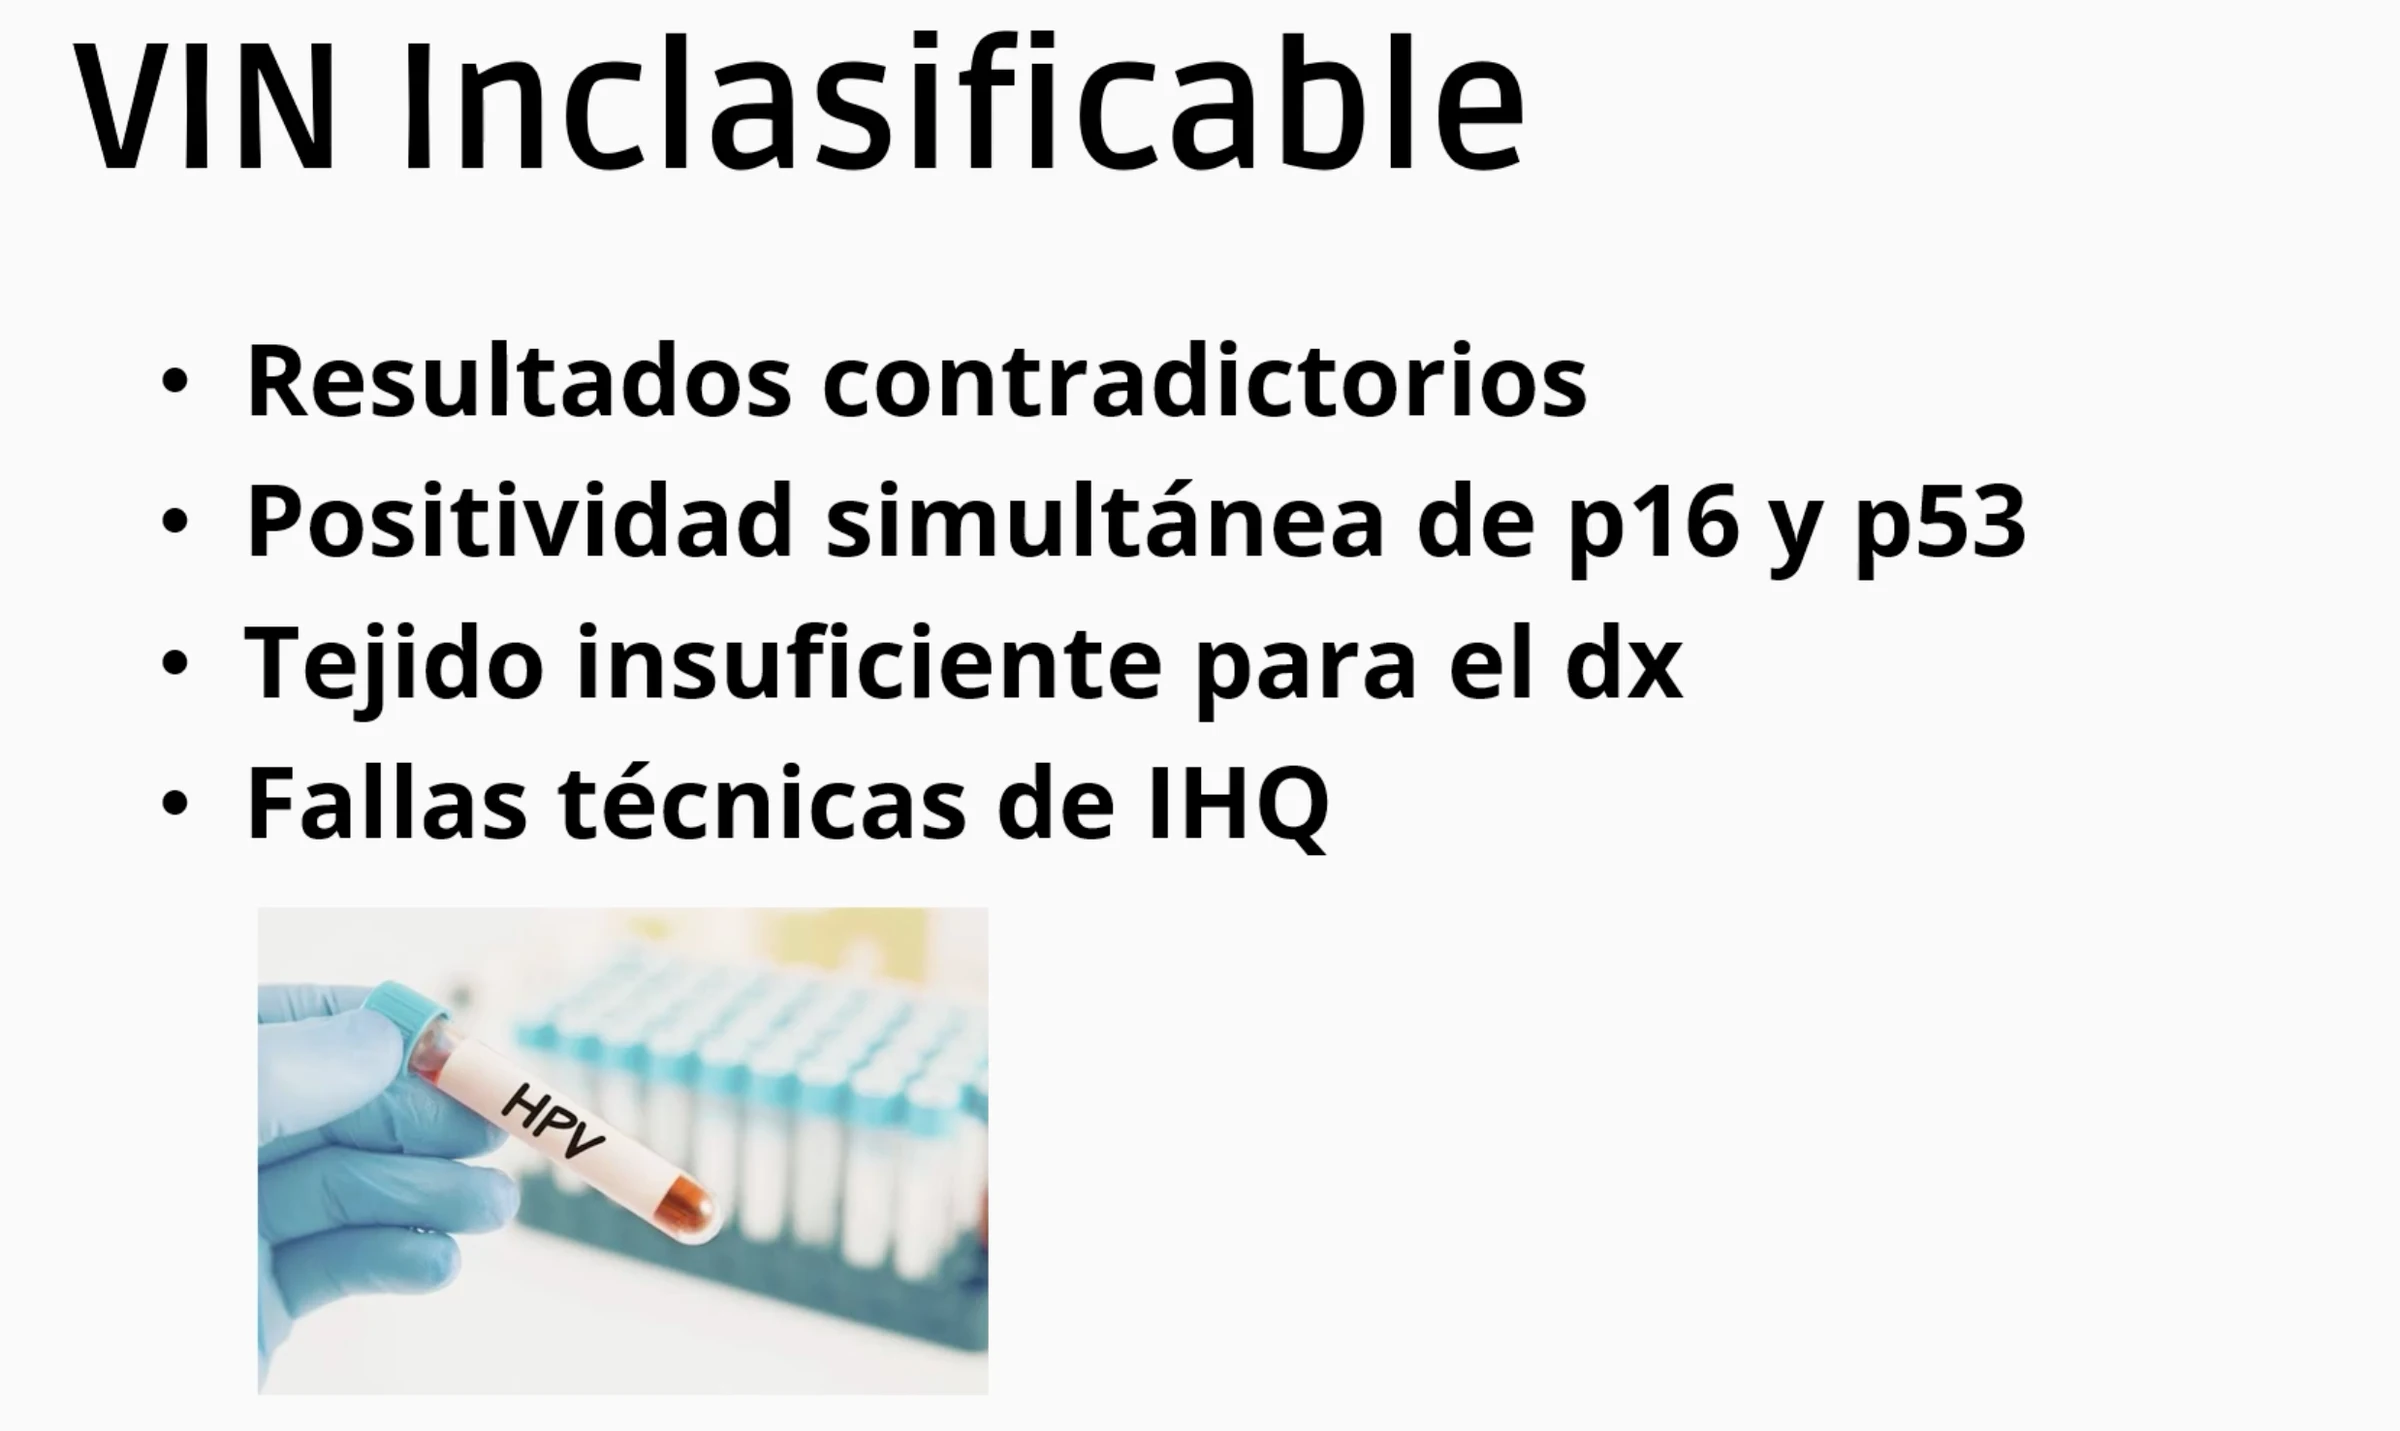 VIN Inclasificable
• Resultados contradictorios
• Positividad simultánea de p16 y p53
• Tejido insuficiente para el dx
• Fallas técnicas de IHQ
HPV